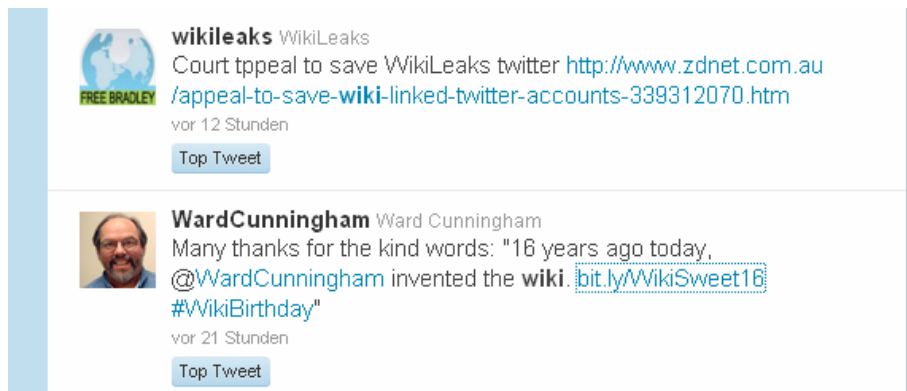 wikileaks WikiLeaks
Court tppeal to save WikiLeaks twitter http://www.zdnet.com.au
/appeal-to-save-wiki-linked-twitter-accounts-339312070.htm
FREE BRADLEY
vor 12 Stunden
Top Tweet
WardCunningham Ward Cunningham
Many thanks for the kind words: "16 years ago today,
@WardCunningham invented the wiki. bit.ly/WikiSweet16
#WikiBirthday"
vor 21 Stunden
Top Tweet